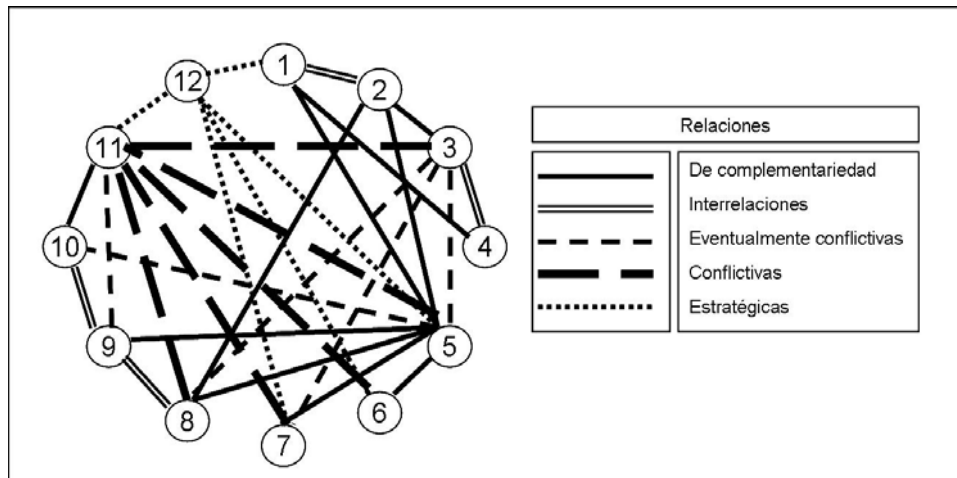 1
2
3
4
5
6
7
8
9
10
11
12
Relaciones
De complementariedad
Interrelaciones
Eventualmente conflictivas
Conflictivas
Estratégicas